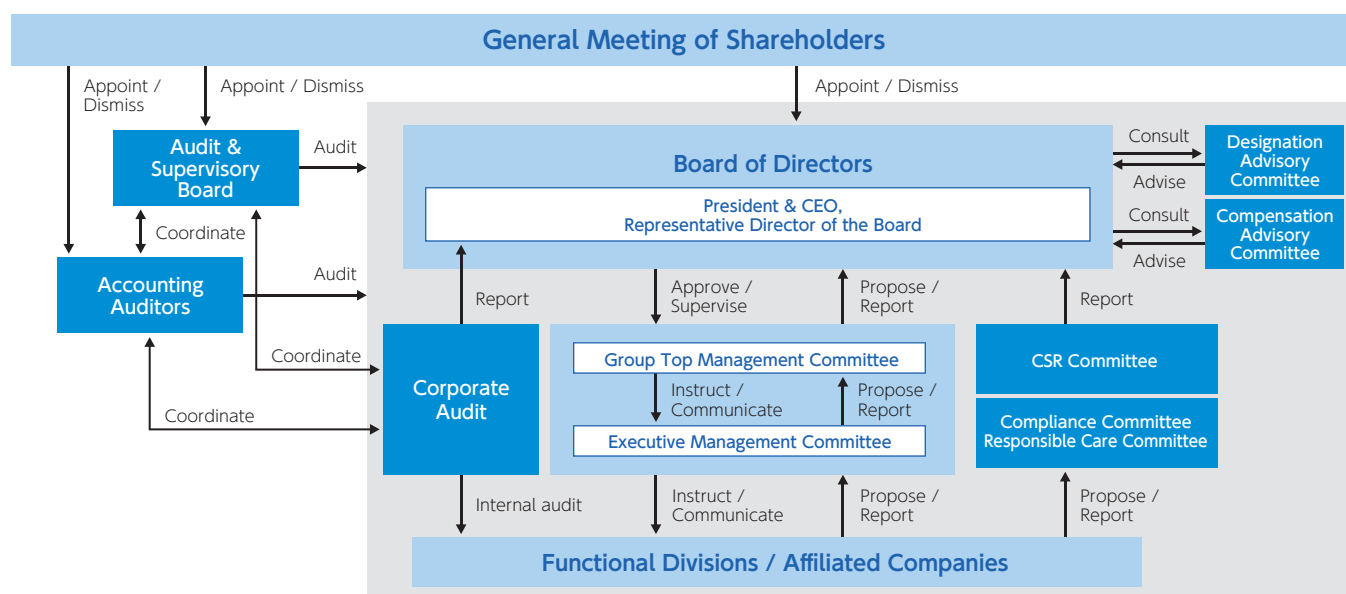 General Meeting of Shareholders
Appoint /
Dismiss
Appoint / Dismiss
Appoint / Dismiss
Audit &
Supervisory
Board
Audit
Board of Directors
President & CEO,
Representative Director of the Board
Consult
Advise
Designation
Advisory
Committee
Consult
Advise
Compensation
Advisory
Committee
Coordinate
Accounting
Auditors
Audit
Report
Approve /
Supervise
Propose /
Report
Report
Coordinate
Coordinate
Corporate
Audit
Group Top Management Committee
Instruct /
Communicate
Propose /
Report
Executive Management Committee
CSR Committee
Compliance Committee
Responsible Care Committee
Internal audit
Instruct /
Communicate
Propose /
Report
Propose /
Report
Functional Divisions / Affiliated Companies